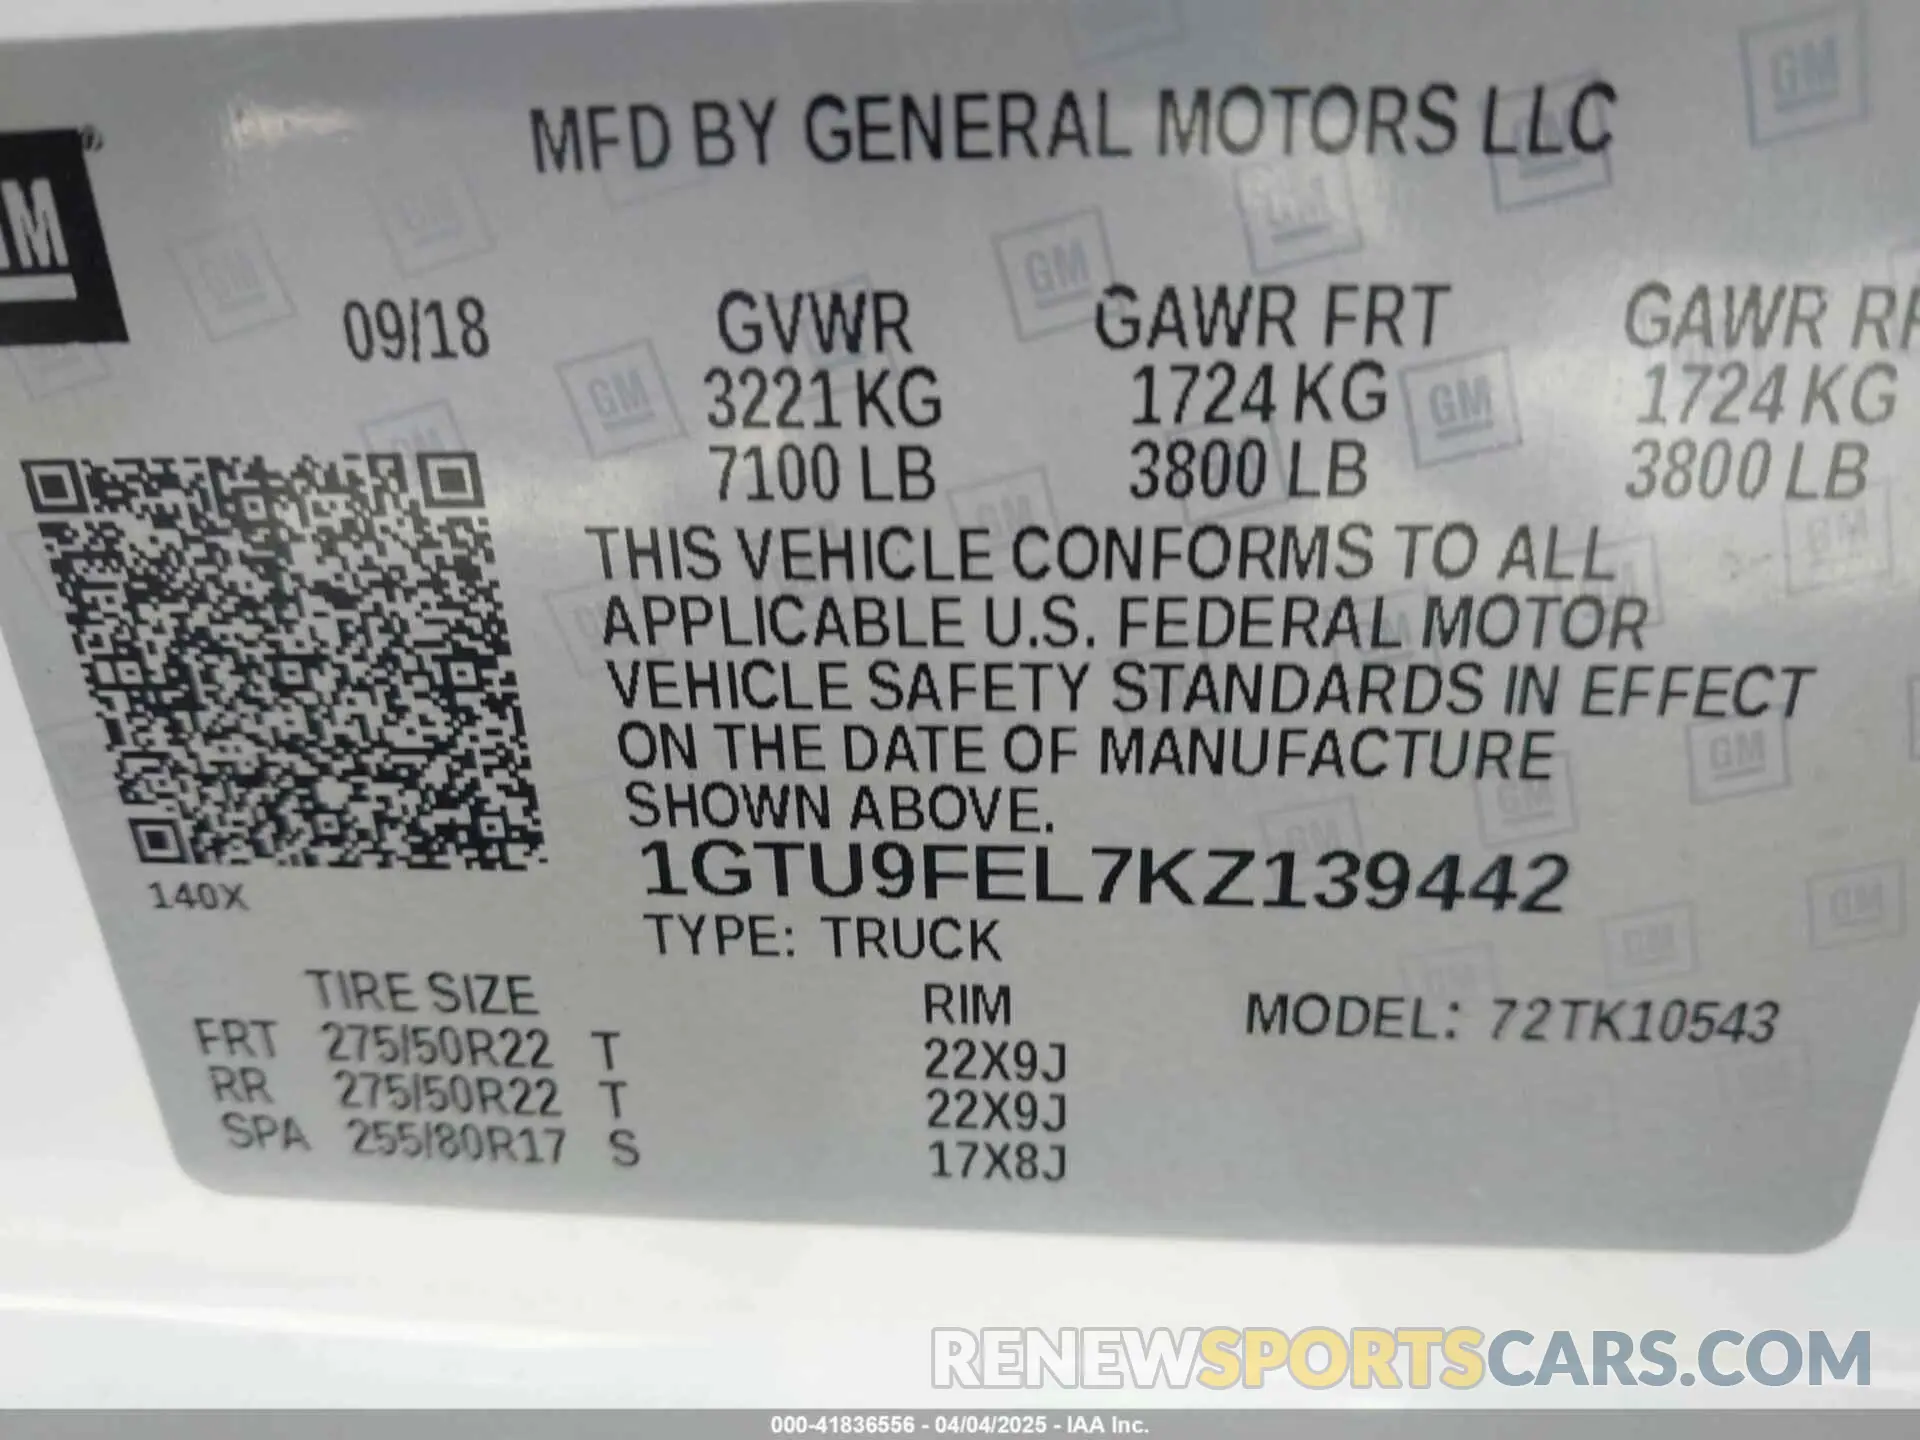 MFD BY GENERAL MOTORS LLC
GM
®
09/18 GVWR GAWR FRT GAWR
3221 KG 1724 KG 1724 KG
7100 LB 3800 LB 3800 LB
THIS VEHICLE CONFORMS TO ALL
APPLICABLE U.S. FEDERAL MOTOR
VEHICLE SAFETY STANDARDS IN EFFECT
ON THE DATE OF MANUFACTURE
SHOWN ABOVE.
1GTU9FEL7KZ139442
140X
TYPE: TRUCK
TIRE SIZE RIM MODEL: 72TK10543
FRT 275/50R22 T 22X9J
RR 275/50R22 T 22X9J
SPA 255/80R17 S 17X8J
RENEWSPORTSCARS.COM
000-41836556 - 04/04/2025 - IAA Inc.